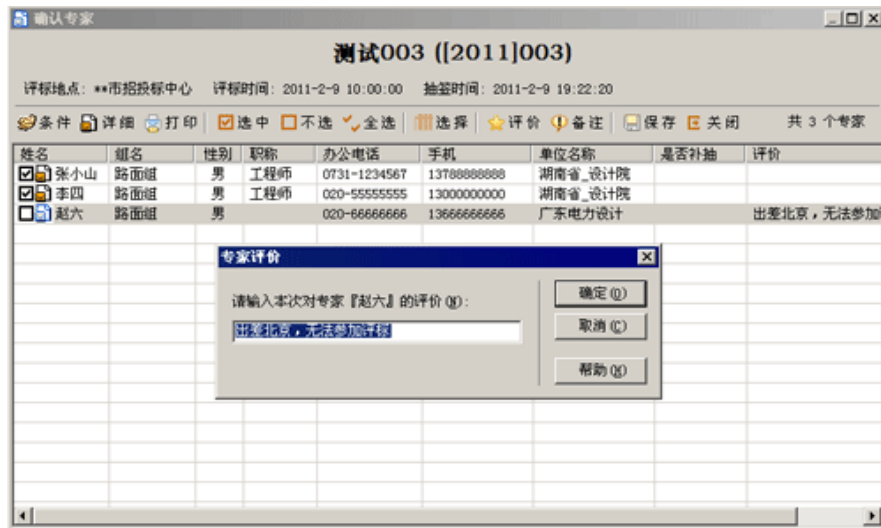 确认专家
测试003 ([2011]003)
评标地点: **市招投标中心 评标时间: 2011-2-9 10:00:00 抽签时间: 2011-2-9 19:22:20
条件 详细 打印 选中 不选 全选 选择 评价 备注 保存 关闭 共 3 个专家
姓名 组名 性别 职称 办公电话 手机 单位名称 是否补抽 评价
张小山 路面组 男 工程师 0731-1234567 13788888888 湖南省_设计院
李四 路面组 男 工程师 020-55555555 13000000000 湖南省_设计院
赵六 路面组 男 020-66666666 13666666666 广东电力设计 出差北京，无法参加
专家评价
请输入本次对专家『赵六』的评价(N):
出差北京，无法参加评标
确定(O)
取消(C)
帮助(H)